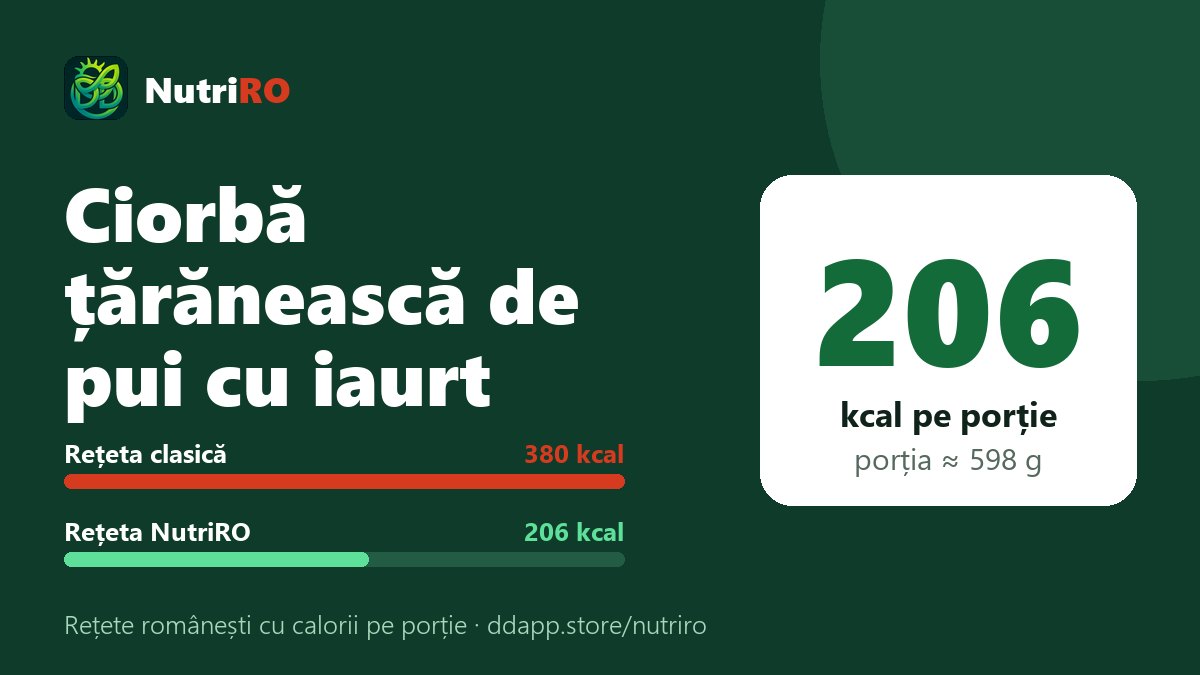 NutriRO
Ciorbă
țărănească de
pui cu iaurt
Rețeta clasică 380 kcal
Rețeta NutriRO 206 kcal
206
kcal pe porție
porția ≈ 598 g
Rețete românești cu calorii pe porție · ddapp.store/nutriro